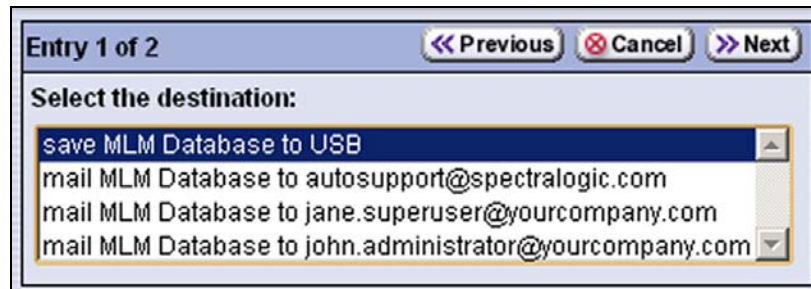 Entry 1 of 2 Previous Cancel Next
Select the destination:
save MLM Database to USB
mail MLM Database to autosupport@spectralogic.com
mail MLM Database to jane.superuser@yourcompany.com
mail MLM Database to john.administrator@yourcompany.com